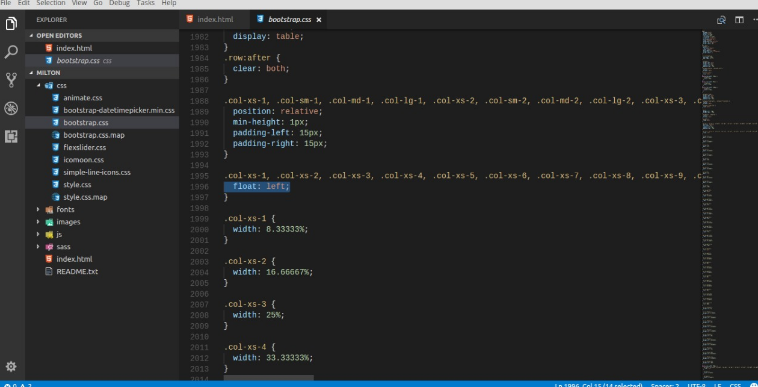 File Edit Selection View Go Debug Tasks Help
EXPLORER
OPEN EDITORS
index.html
bootstrap.css css
MILTON
css
animate.css
bootstrap-datetimepicker.min.css
bootstrap.css
bootstrap.css.map
flexslider.css
icomoon.css
simple-line-icons.css
style.css
style.css.map
fonts
images
js
sass
index.html
README.txt
index.html
bootstrap.css
1982 display: table;
1983 }
1984 .row:after {
1985 clear: both;
1986 }
1987
1988 .col-xs-1, .col-sm-1, .col-md-1, .col-lg-1, .col-xs-2, .col-sm-2, .col-md-2, .col-lg-2, .col-xs-3, .c
1989 position: relative;
1990 min-height: 1px;
1991 padding-left: 15px;
1992 padding-right: 15px;
1993 }
1994
1995 .col-xs-1, .col-xs-2, .col-xs-3, .col-xs-4, .col-xs-5, .col-xs-6, .col-xs-7, .col-xs-8, .col-xs-9, .c
1996 float: left;
1997 }
1998
1999 .col-xs-1 {
2000 width: 8.33333%;
2001 }
2002
2003 .col-xs-2 {
2004 width: 16.66667%;
2005 }
2006
2007 .col-xs-3 {
2008 width: 25%;
2009 }
2010
2011 .col-xs-4 {
2012 width: 33.33333%;
2013 }
2014
0 2
Ln 1996, Col 15 (14 selected) Spaces: 2 UTF-8 LF CSS